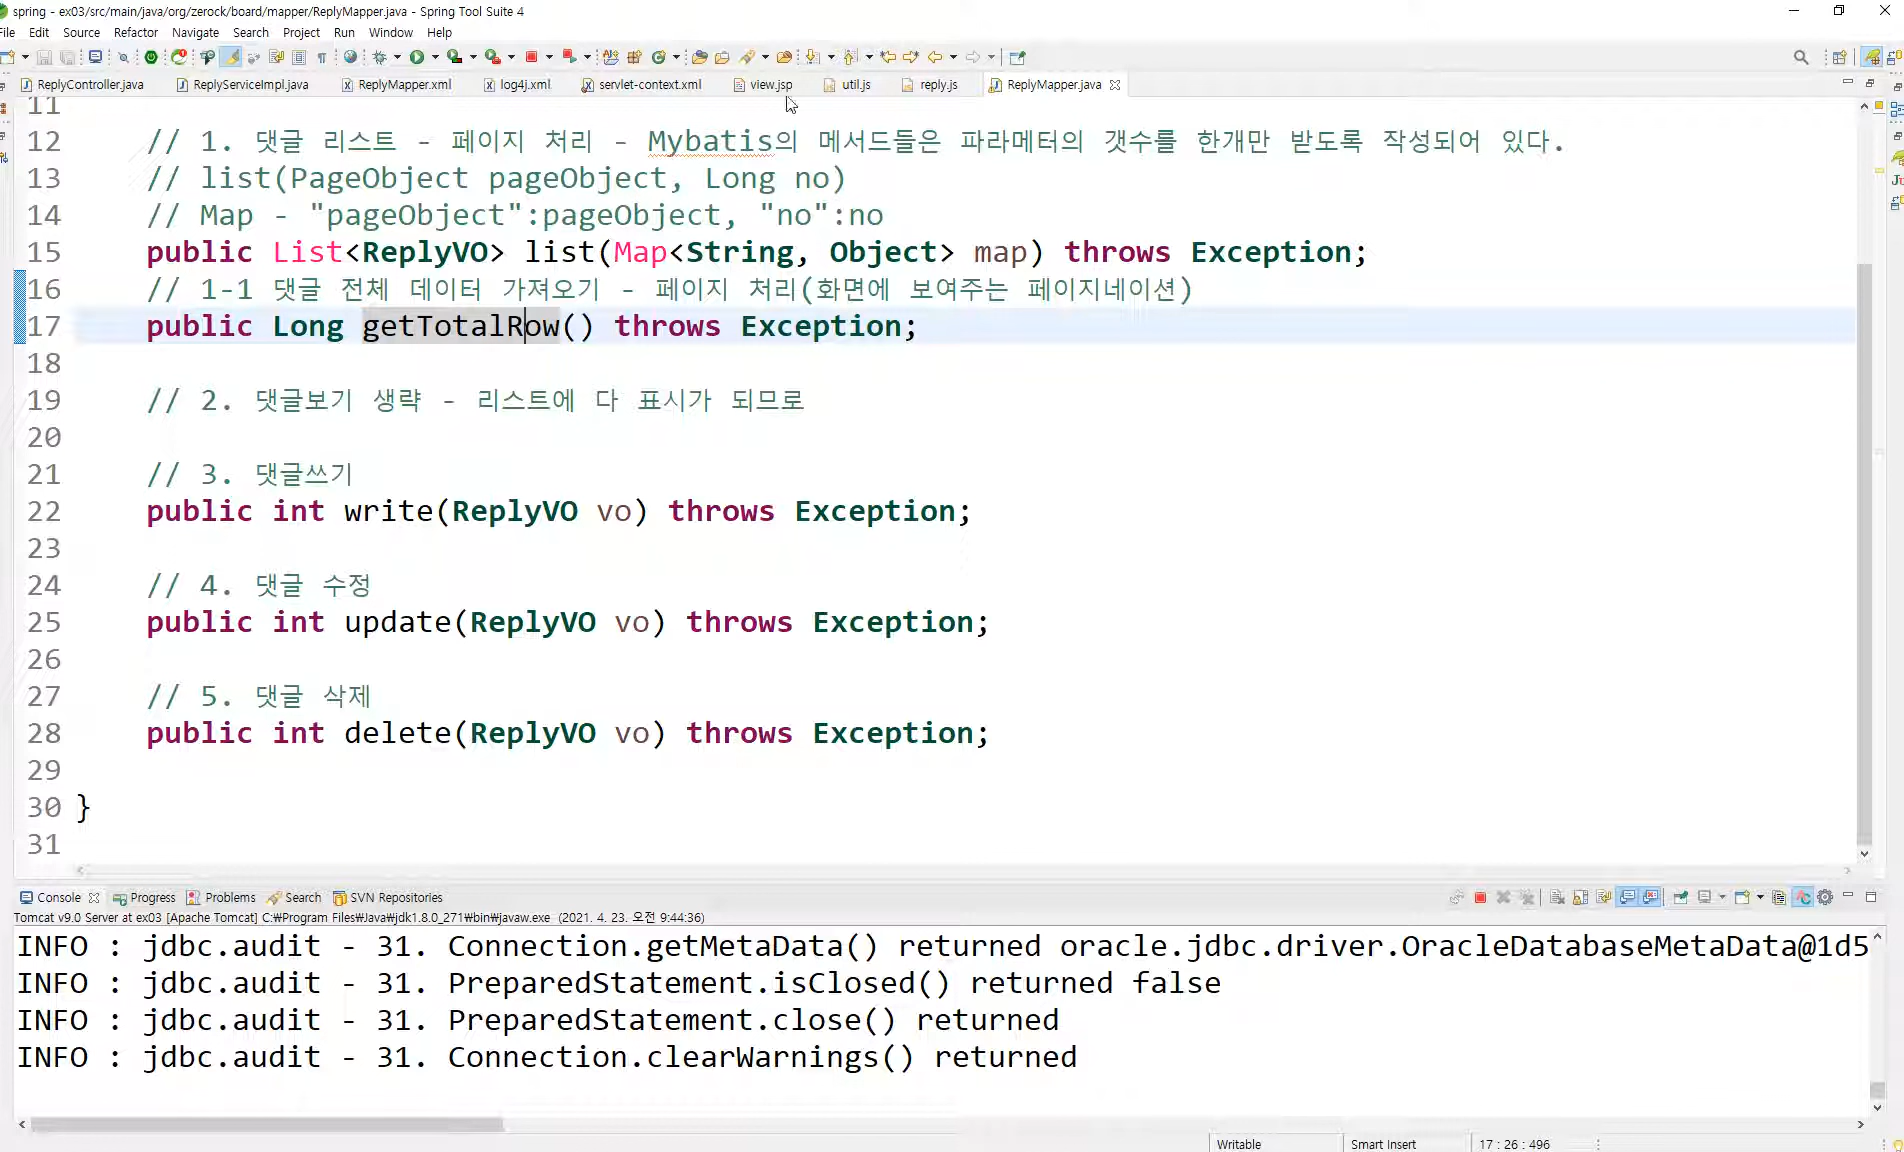 spring - ex03/src/main/java/org/zerock/board/mapper/ReplyMapper.java - Spring Tool Suite 4
File Edit Source Refactor Navigate Search Project Run Window Help
ReplyController.java ReplyServiceImpl.java ReplyMapper.xml log4j.xml servlet-context.xml view.jsp util.js reply.js ReplyMapper.java
11
12 // 1. 댓글 리스트 - 페이지 처리 - Mybatis의 메서드들은 파라메터의 갯수를 한개만 받도록 작성되어 있다.
13 // list(PageObject pageObject, Long no)
14 // Map - "pageObject":pageObject, "no":no
15 public List<ReplyVO> list(Map<String, Object> map) throws Exception;
16 // 1-1 댓글 전체 데이터 가져오기 - 페이지 처리(화면에 보여주는 페이지네이션)
17 public Long getTotalRow() throws Exception;
18
19 // 2. 댓글보기 생략 - 리스트에 다 표시가 되므로
20
21 // 3. 댓글쓰기
22 public int write(ReplyVO vo) throws Exception;
23
24 // 4. 댓글 수정
25 public int update(ReplyVO vo) throws Exception;
26
27 // 5. 댓글 삭제
28 public int delete(ReplyVO vo) throws Exception;
29
30 }
31
Console Progress Problems Search SVN Repositories
Tomcat v9.0 Server at ex03 [Apache Tomcat] C:₩Program Files₩Java₩jdk1.8.0_271₩bin₩javaw.exe (2021. 4. 23. 오전 9:44:36)
INFO : jdbc.audit - 31. Connection.getMetaData() returned oracle.jdbc.driver.OracleDatabaseMetaData@1d5
INFO : jdbc.audit - 31. PreparedStatement.isClosed() returned false
INFO : jdbc.audit - 31. PreparedStatement.close() returned
INFO : jdbc.audit - 31. Connection.clearWarnings() returned
Writable Smart Insert 17 : 26 : 496